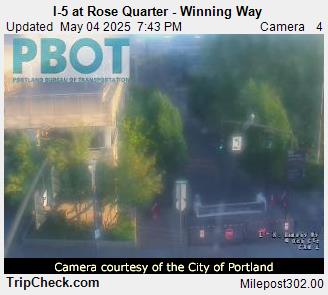 I-5 at Rose Quarter - Winning Way
Updated May 04 2025 7:43 PM Camera 4
PBOT
PORTLAND BUREAU OF TRANSPORTATION
Camera courtesy of the City of Portland
TripCheck.com Milepost302.00